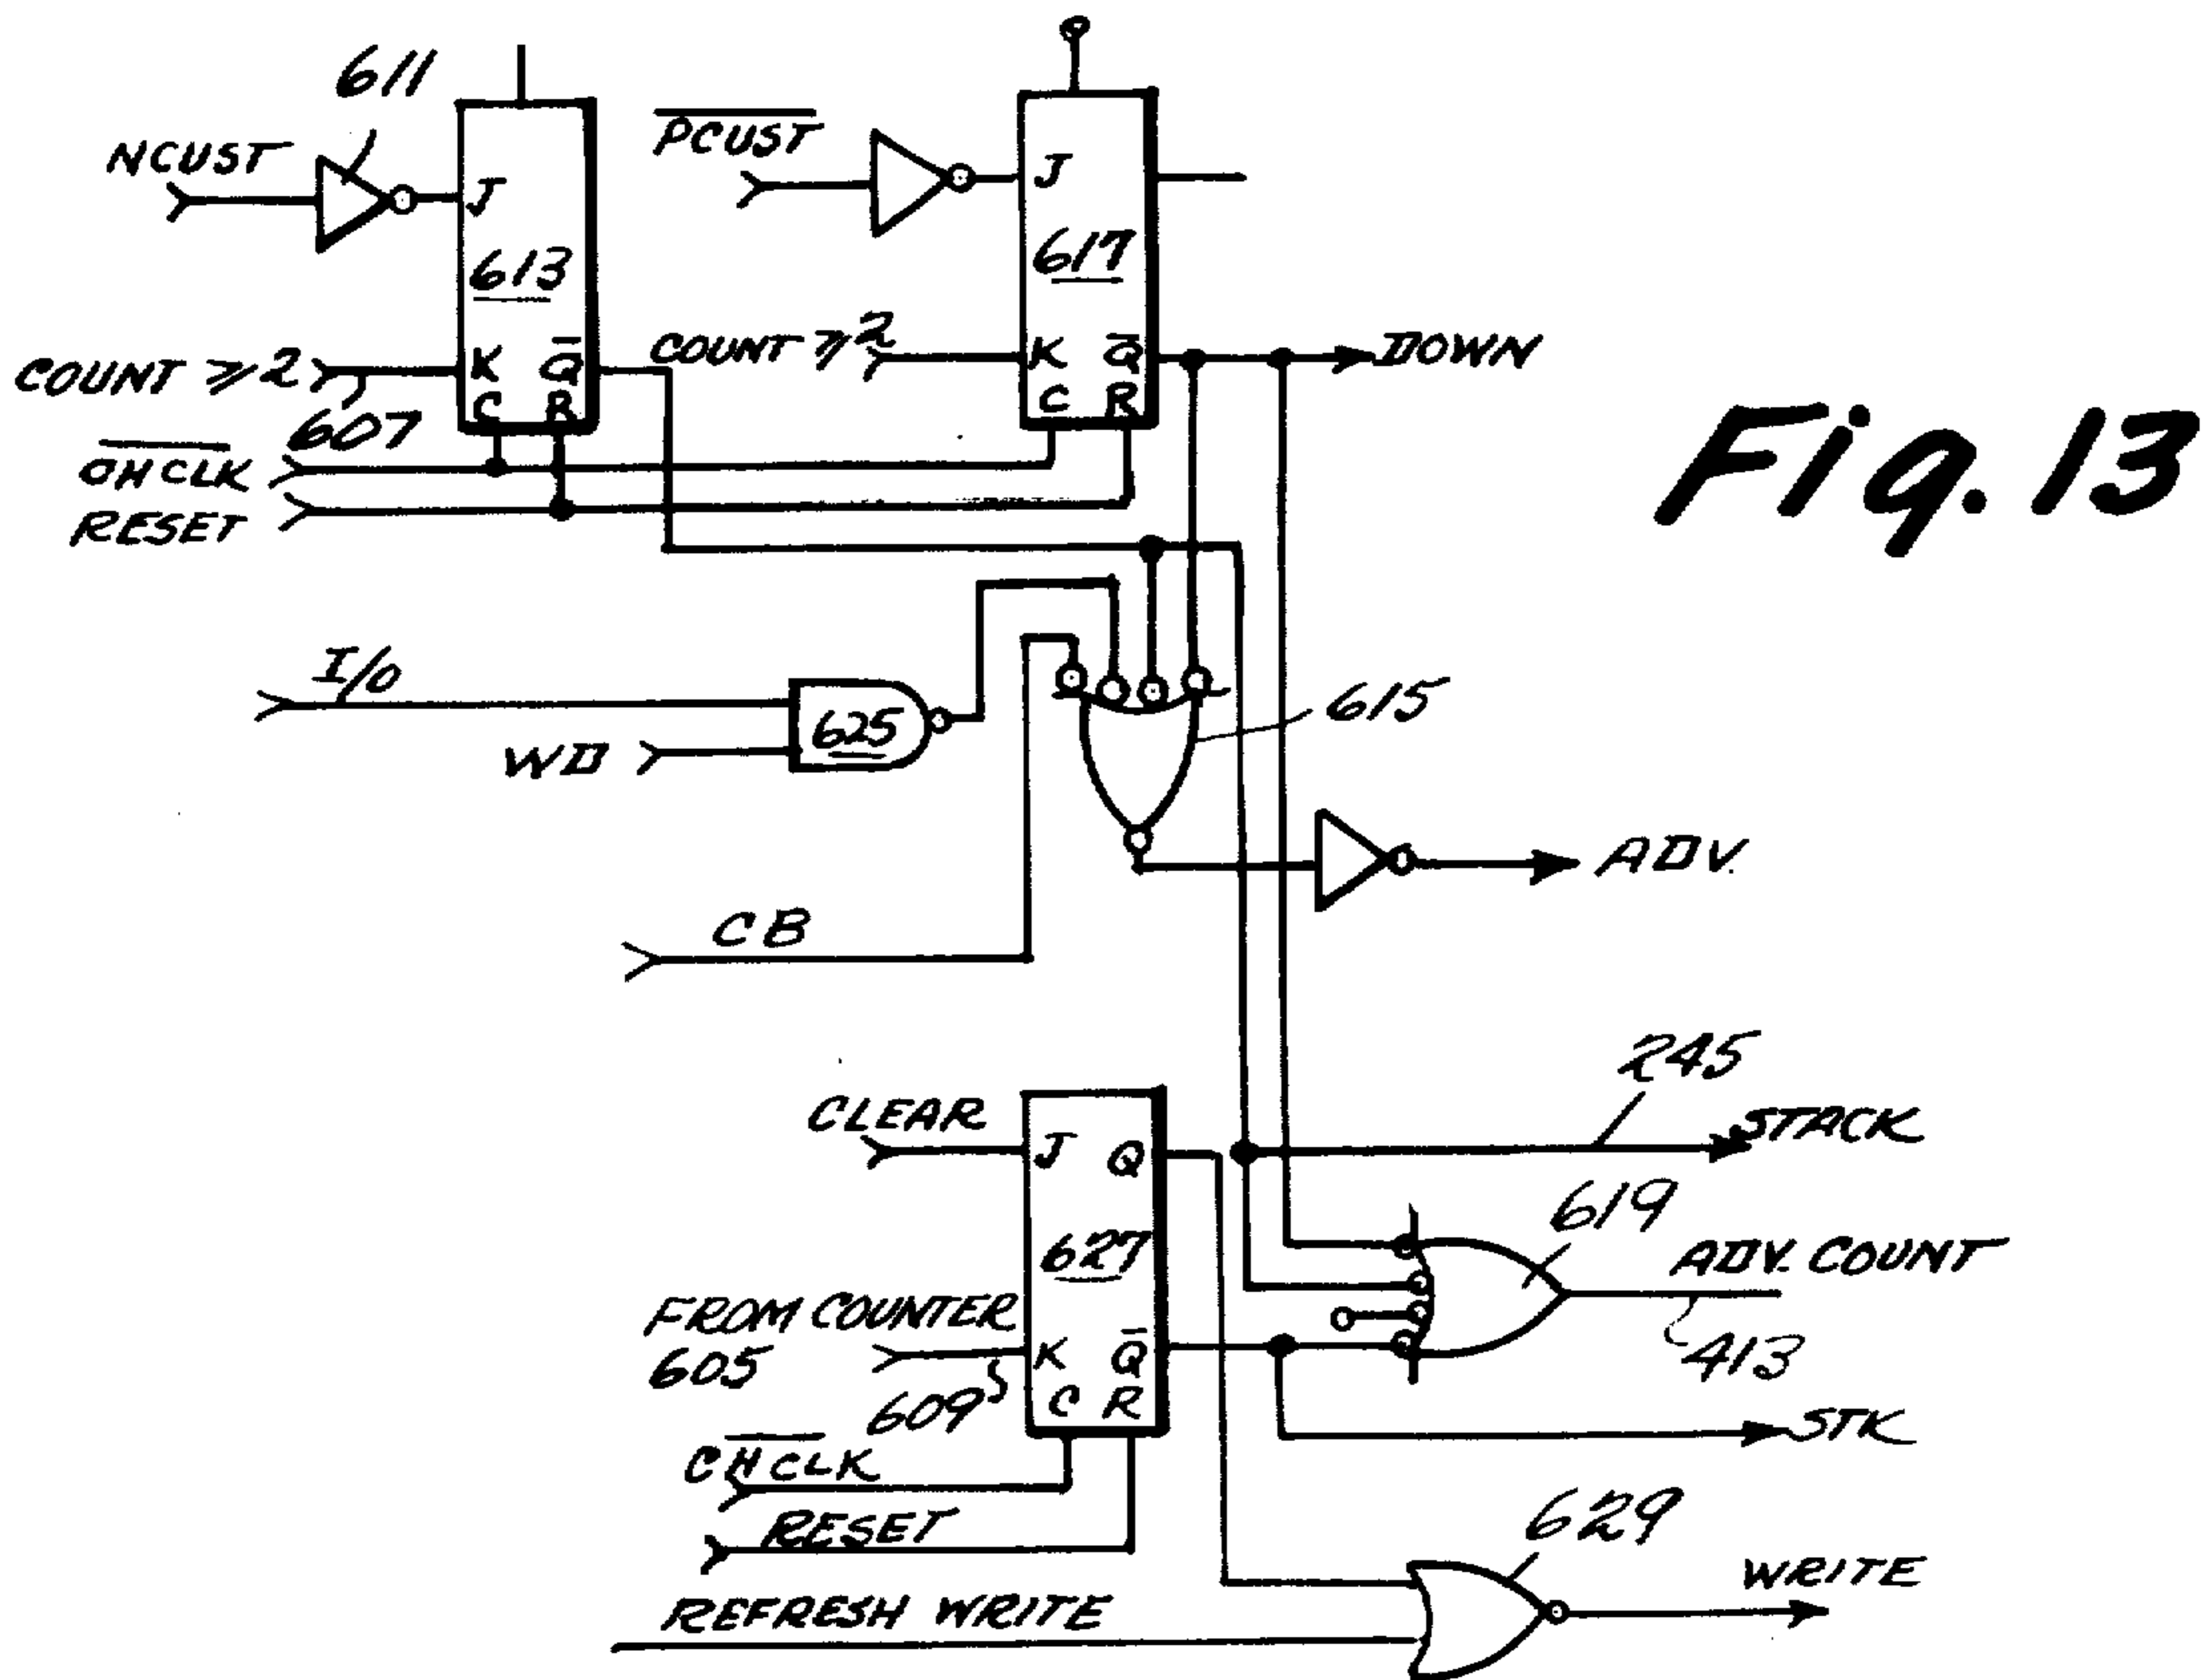 611
NCUST
PCUST
J
J
613
617
COUNT ≥2
K Q
COUNT ≥2
K Q
DOWN
C R
C R
607
OHCLK
RESET
Fig. 13
I/O
625
WD
615
ADV.
CB
245
CLEAR
STACK
J Q
619
627
ADV. COUNT
FROM COUNTER
605
K Q
413
609
C R
STK
CHCLK
RESET
629
REFRESH WRITE
WRITE